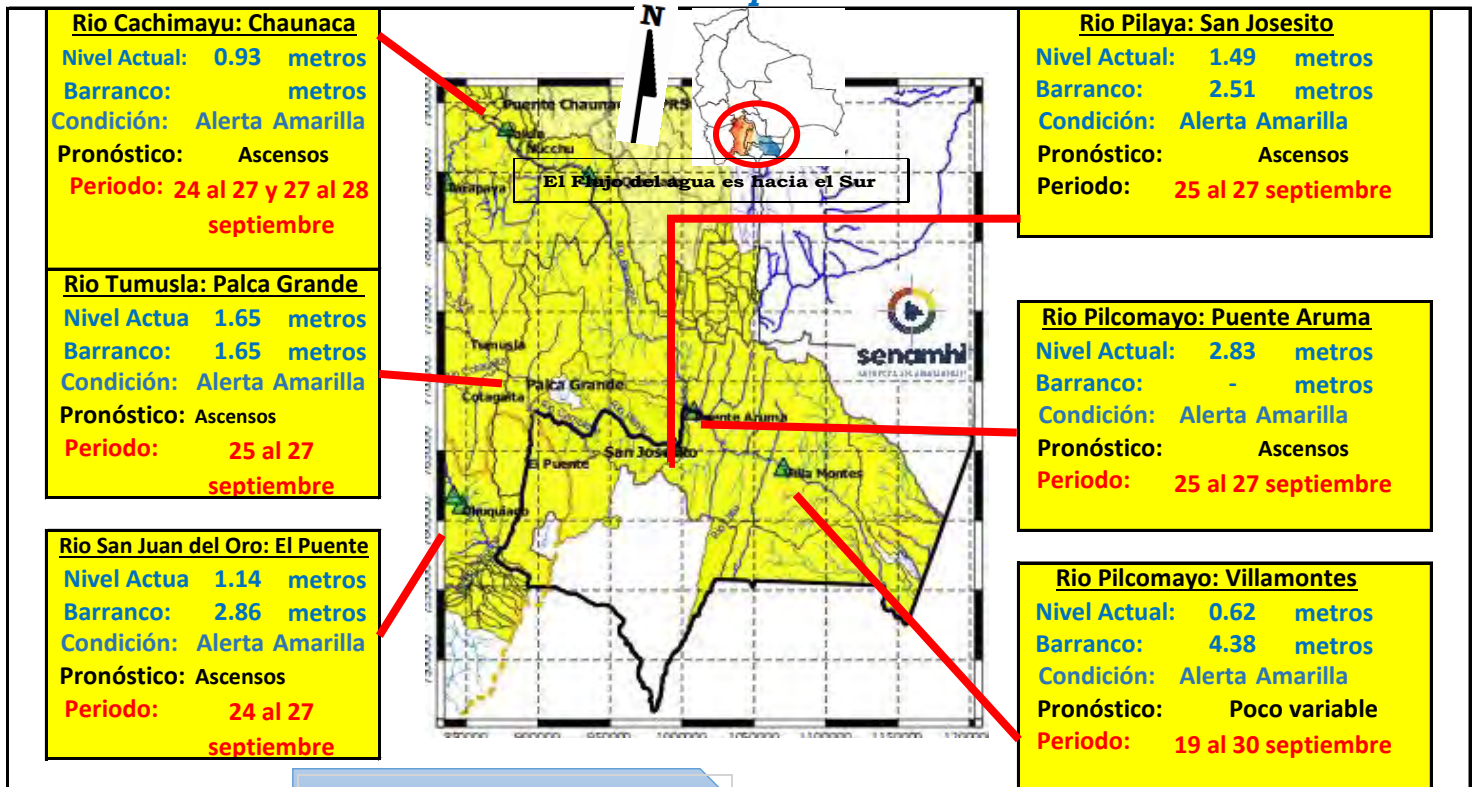 Rio Cachimayu: Chaunaca
Nivel Actual: 0.93 metros
Barranco: metros
Condición: Alerta Amarilla
Pronóstico: Ascensos
Periodo: 24 al 27 y 27 al 28
septiembre
Rio Tumusla: Palca Grande
Nivel Actua 1.65 metros
Barranco: 1.65 metros
Condición: Alerta Amarilla
Pronóstico: Ascensos
Periodo: 25 al 27
septiembre
Rio San Juan del Oro: El Puente
Nivel Actua 1.14 metros
Barranco: 2.86 metros
Condición: Alerta Amarilla
Pronóstico: Ascensos
Periodo: 24 al 27
septiembre
N
Puente Chauna
El Flujo del agua es hacia el Sur
Tumusla
Palca Grande
Cotagaita
Puente Aruma
El Puente
San Josesito
Villa Montes
senamhi
900000
Rio Pilaya: San Josesito
Nivel Actual: 1.49 metros
Barranco: 2.51 metros
Condición: Alerta Amarilla
Pronóstico: Ascensos
Periodo: 25 al 27 septiembre
Rio Pilcomayo: Puente Aruma
Nivel Actual: 2.83 metros
Barranco: - metros
Condición: Alerta Amarilla
Pronóstico: Ascensos
Periodo: 25 al 27 septiembre
Rio Pilcomayo: Villamontes
Nivel Actual: 0.62 metros
Barranco: 4.38 metros
Condición: Alerta Amarilla
Pronóstico: Poco variable
Periodo: 19 al 30 septiembre